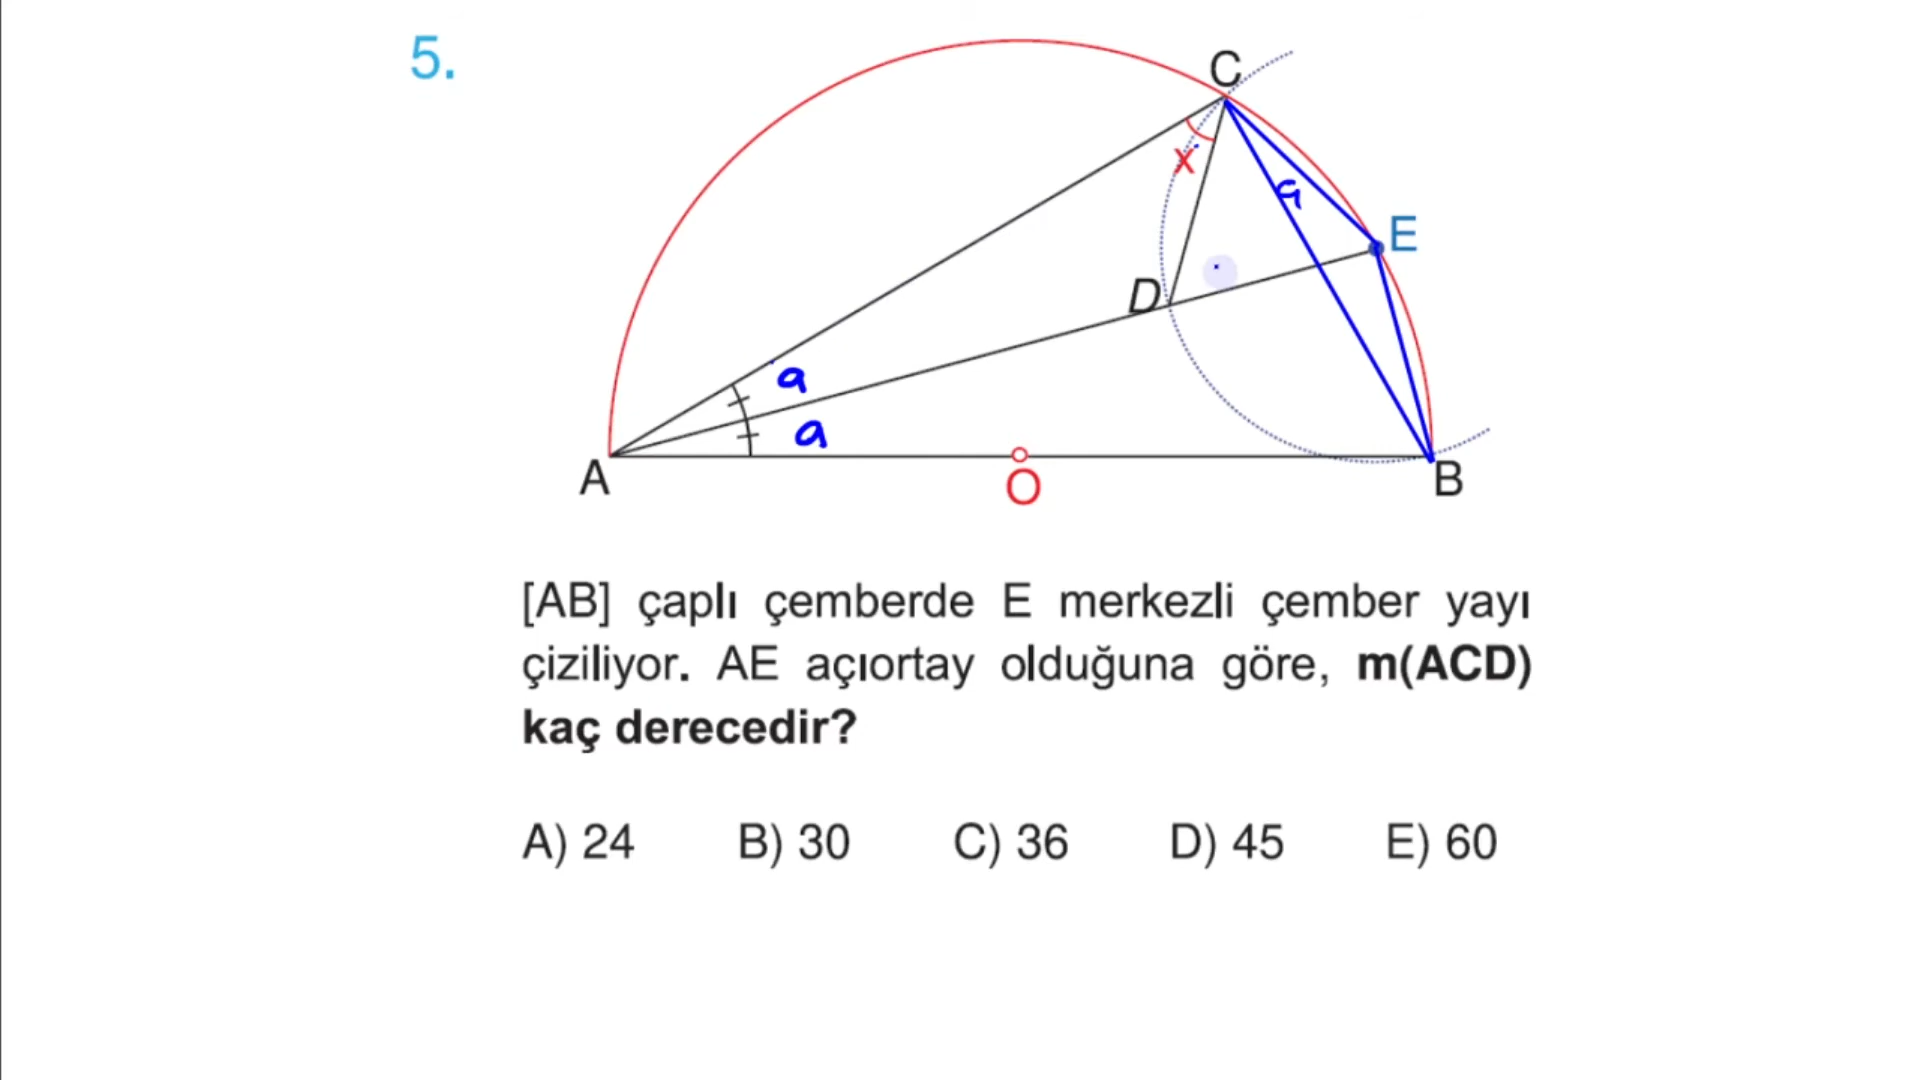 5.
C
x
a
E
D
a
a
A
O
B
[AB] çaplı çemberde E merkezli çember yayı
çiziliyor. AE açıortay olduğuna göre, m(ACD)
kaç derecedir?
A) 24 B) 30 C) 36 D) 45 E) 60